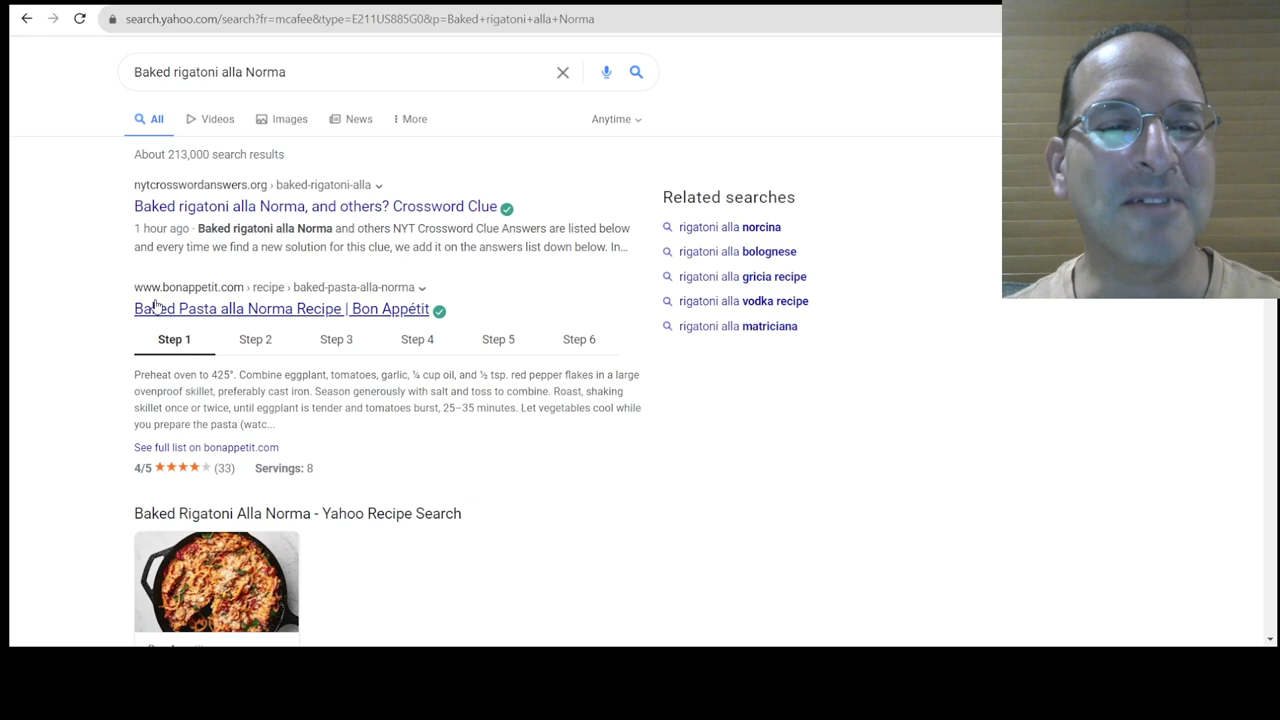 search.yahoo.com/search?fr=mcafee&type=E211US885G0&p=Baked+rigatoni+alla+Norma
Baked rigatoni alla Norma
All Videos Images News More Anytime
About 213,000 search results
nytcrosswordanswers.org › baked-rigatoni-alla
Baked rigatoni alla Norma, and others? Crossword Clue
1 hour ago · Baked rigatoni alla Norma and others NYT Crossword Clue Answers are listed below
and every time we find a new solution for this clue, we add it on the answers list down below. In...
www.bonappetit.com › recipe › baked-pasta-alla-norma
Baked Pasta alla Norma Recipe | Bon Appétit
Step 1 Step 2 Step 3 Step 4 Step 5 Step 6
Preheat oven to 425°. Combine eggplant, tomatoes, garlic, ¼ cup oil, and ½ tsp. red pepper flakes in a large
ovenproof skillet, preferably cast iron. Season generously with salt and toss to combine. Roast, shaking
skillet once or twice, until eggplant is tender and tomatoes burst, 25–35 minutes. Let vegetables cool while
you prepare the pasta (watc...
See full list on bonappetit.com
4/5 (33) Servings: 8
Baked Rigatoni Alla Norma - Yahoo Recipe Search
Related searches
rigatoni alla norcina
rigatoni alla bolognese
rigatoni alla gricia recipe
rigatoni alla vodka recipe
rigatoni alla matriciana